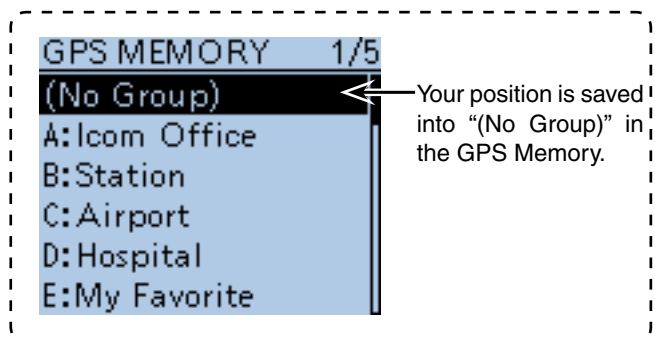 GPS MEMORY 1/5
(No Group)
A:Icom Office
B:Station
C:Airport
D:Hospital
E:My Favorite
Your position is saved
into “(No Group)” in
the GPS Memory.